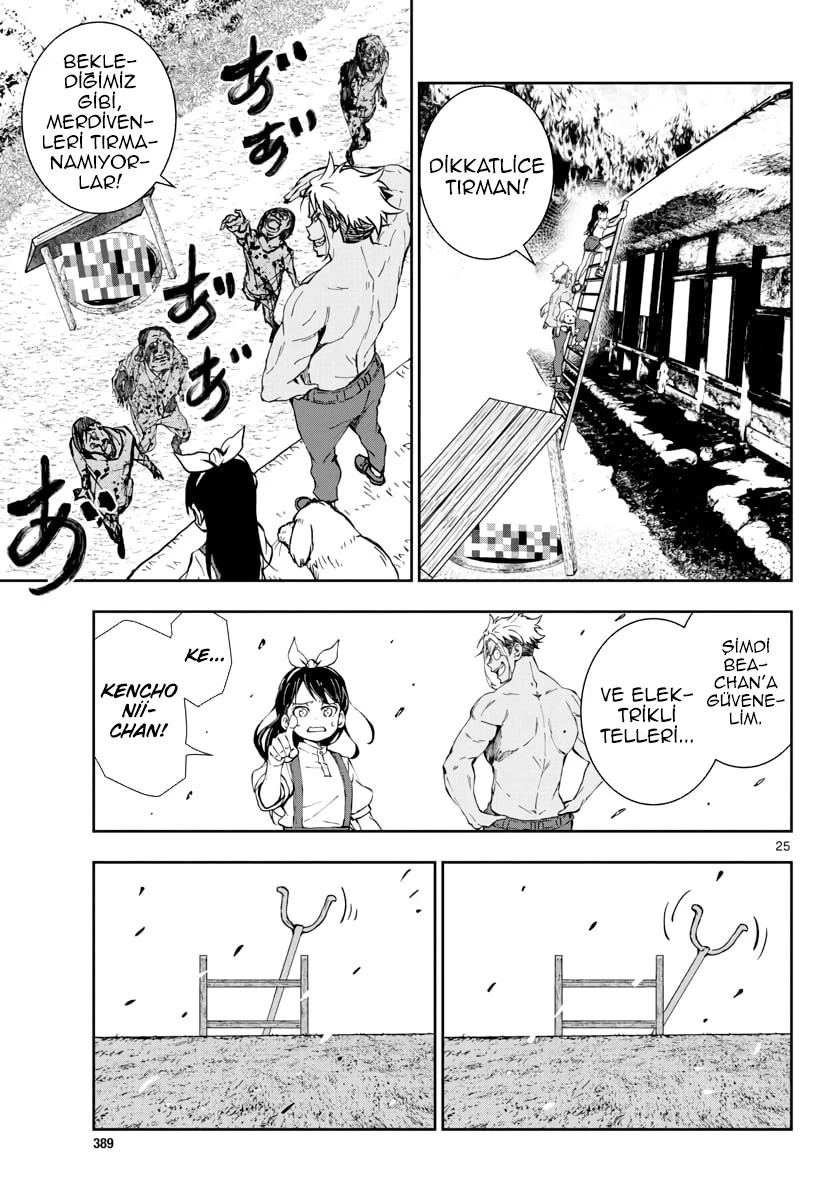 DİKKATLİCE
TIRMAN!
BEKLE-
DİĞİMİZ
GİBİ,
MERDİVEN-
LERİ TIRMA-
NAMIYOR-
LAR!
あ゛
あ゛
あ゛
あ゛
あ゛
ŞİMDİ
BEA-
CHAN'A
GÜVENE-
LİM.
VE ELEK-
TRİKLİ
TELLERİ...
KE...
KENCHO
Nİİ-
CHAN!
25
389